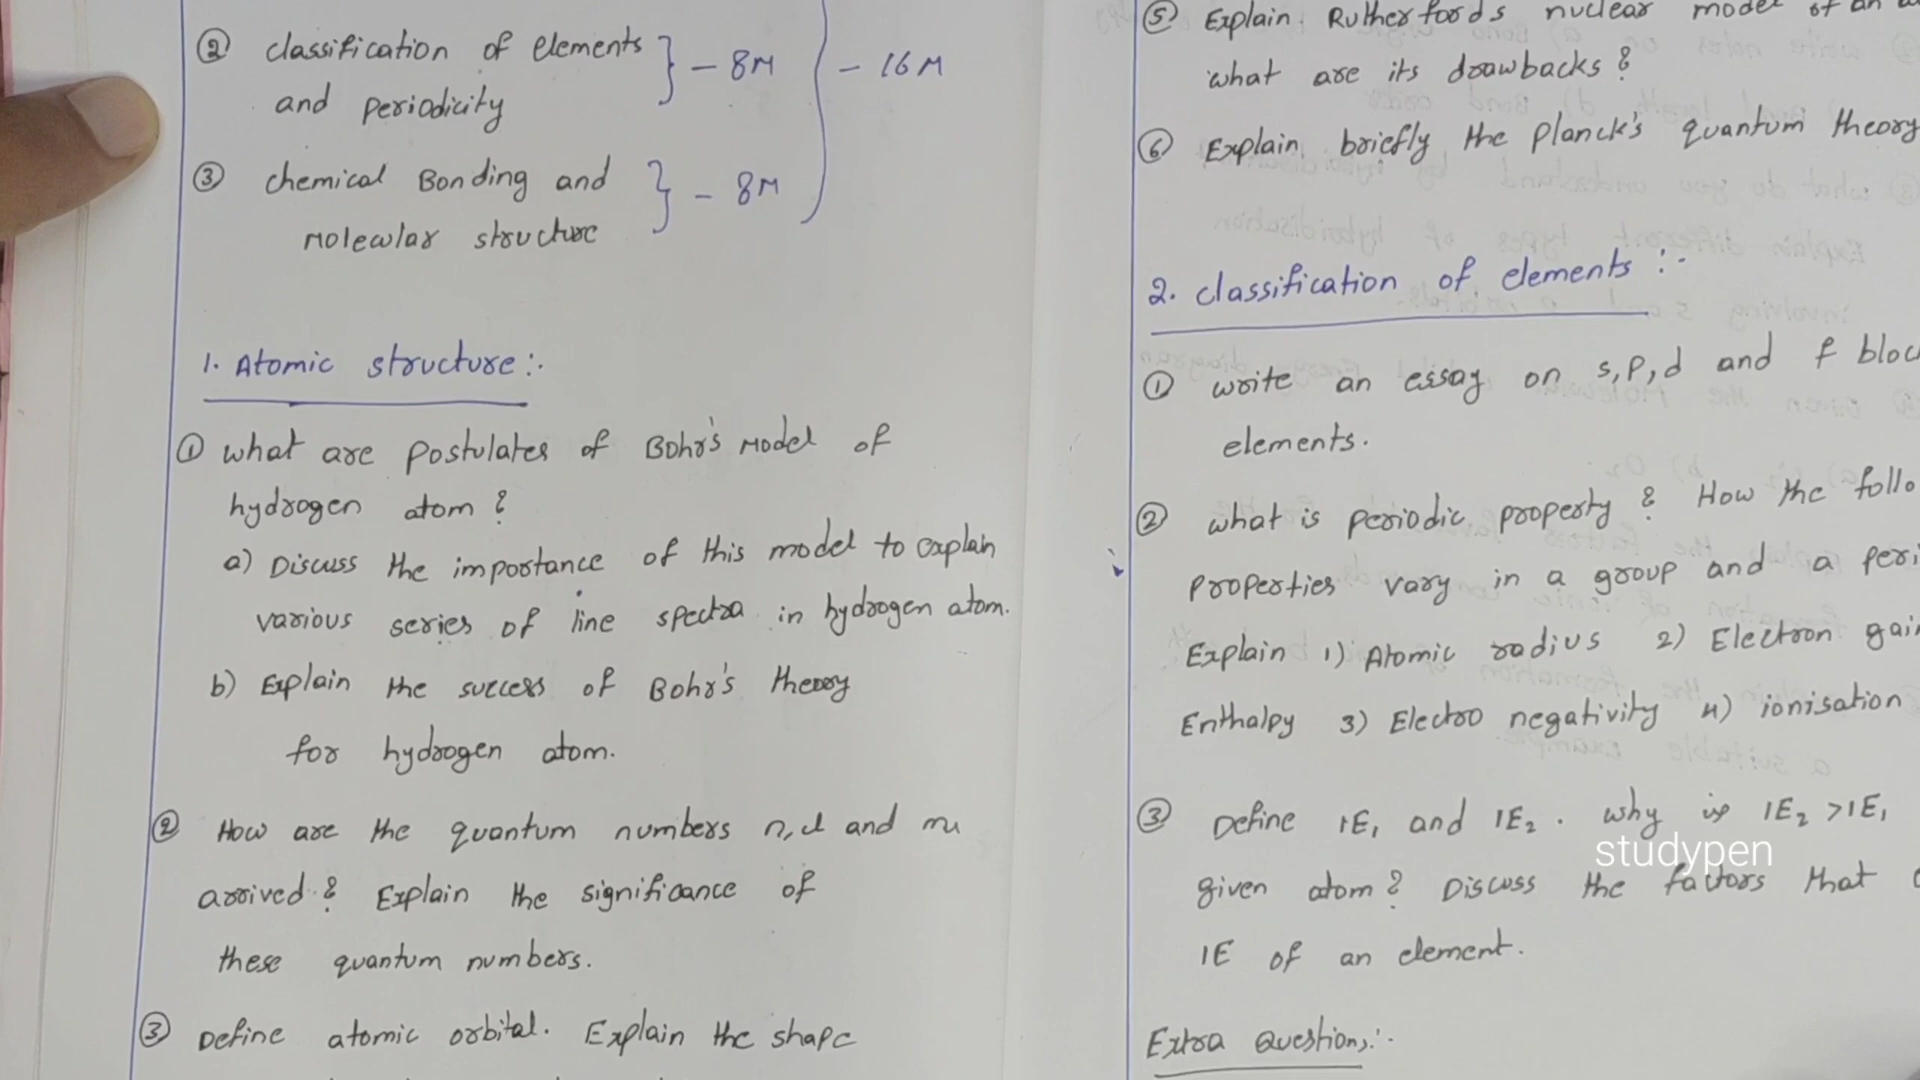 ② classification of elements } - 8M
and periodicity
- 16M
③ chemical Bonding and } - 8M
molecular structure
1. Atomic structure:-
① what are postulates of Bohr's Model of
hydrogen atom?
a) Discuss the importance of this model to explain
various series of line spectra in hydrogen atom.
b) Explain the success of Bohr's theory
for hydrogen atom.
② How are the quantum numbers n, l and ml
arrived? Explain the significance of
these quantum numbers.
③ Define atomic orbital. Explain the shape
⑤ Explain Rutherfords nuclear model of an
what are its drawbacks?
⑥ Explain briefly the Planck's quantum theory
2. classification of elements :-
① write an essay on s, p, d and f bloc
elements.
② what is periodic property? How the follo
properties vary in a group and a peri
Explain 1) Atomic radius 2) Electron gain
Enthalpy 3) Electro negativity 4) ionisation
③ Define IE₁ and IE₂. why is IE₂ > IE₁
studypen
given atom? Discuss the factors that
IE of an element.
Extra Questions:-